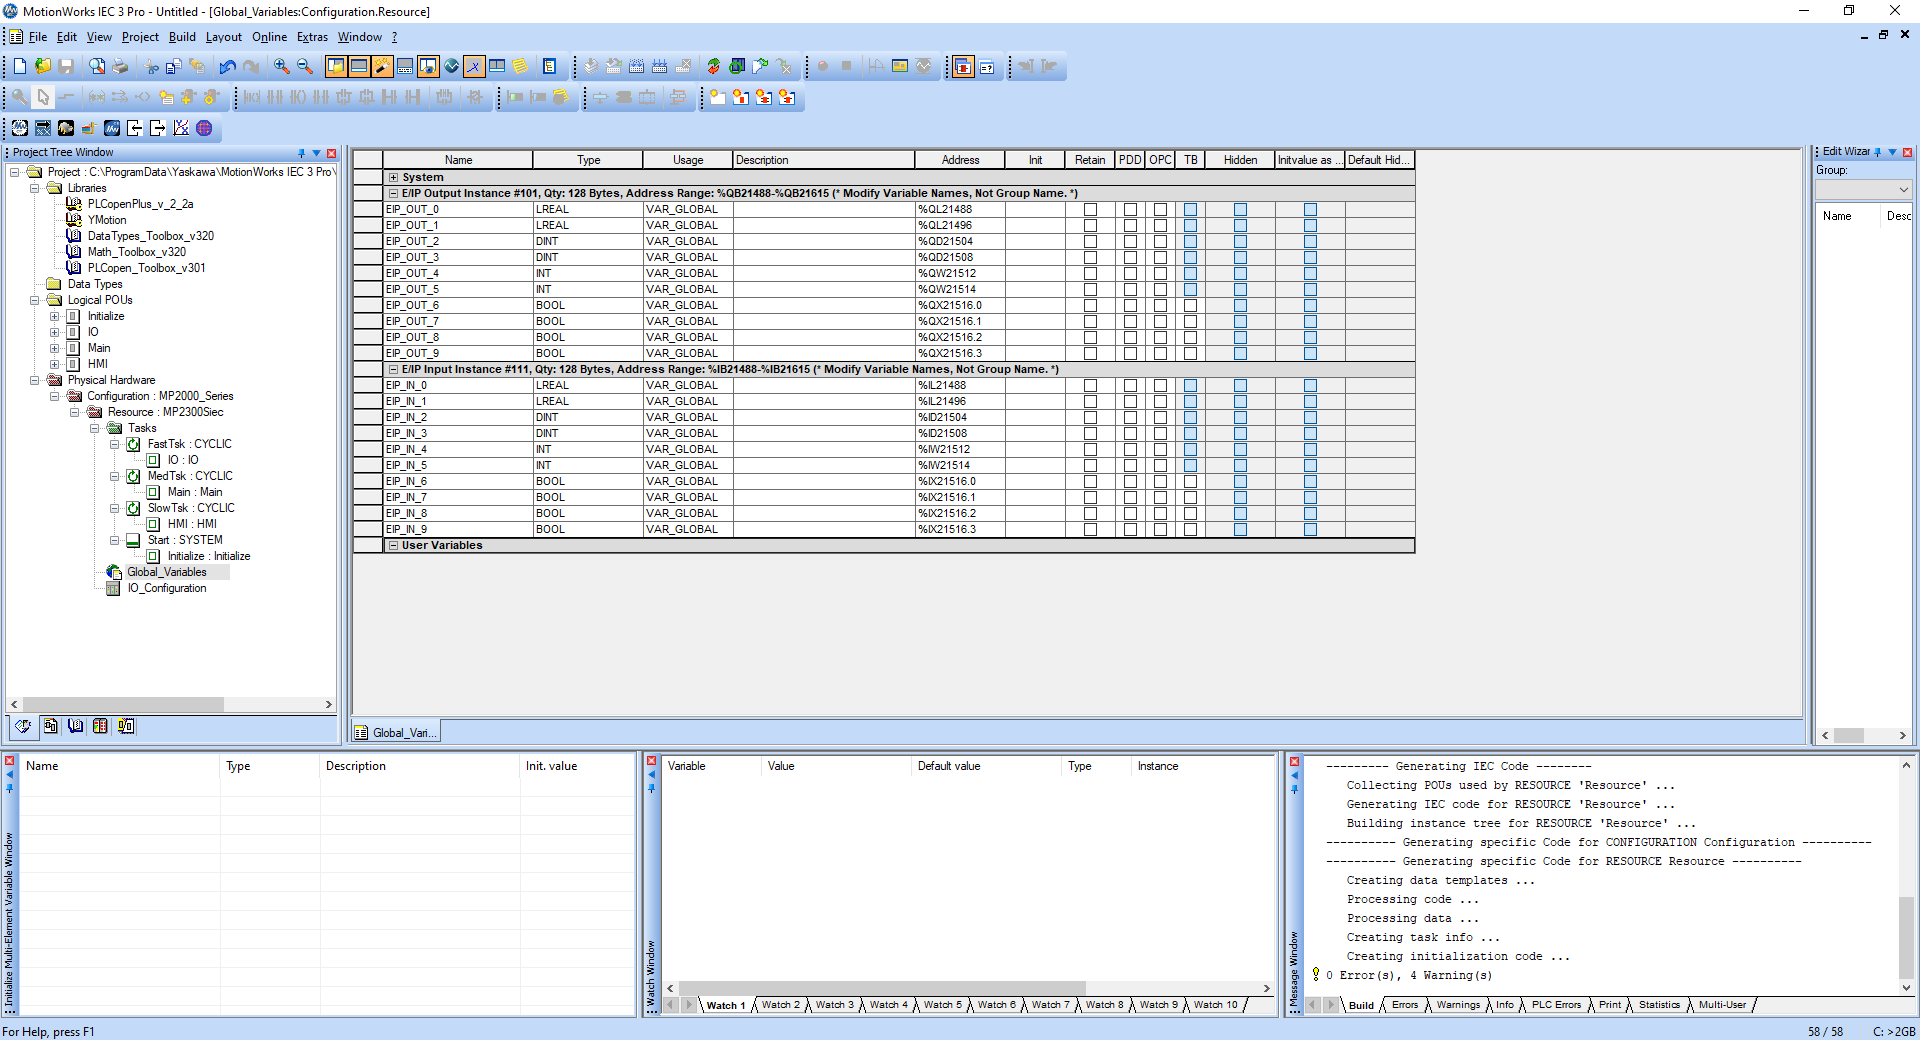 MotionWorks IEC 3 Pro - Untitled - [Global_Variables:Configuration.Resource]
File Edit View Project Build Layout Online Extras Window ?
Project Tree Window
Project : C:\ProgramData\Yaskawa\MotionWorks IEC 3 Pro\
Libraries
PLCopenPlus_v_2_2a
YMotion
DataTypes_Toolbox_v320
Math_Toolbox_v320
PLCopen_Toolbox_v301
Data Types
Logical POUs
Initialize
IO
Main
HMI
Physical Hardware
Configuration : MP2000_Series
Resource : MP2300Siec
Tasks
FastTsk : CYCLIC
IO : IO
MedTsk : CYCLIC
Main : Main
SlowTsk : CYCLIC
HMI : HMI
Start : SYSTEM
Initialize : Initialize
Global_Variables
IO_Configuration
Name Type Usage Description Address Init Retain PDD OPC TB Hidden Initvalue as ... Default Hid...
System
E/IP Output Instance #101, Qty: 128 Bytes, Address Range: %QB21488-%QB21615 (* Modify Variable Names, Not Group Name. *)
EIP_OUT_0 LREAL VAR_GLOBAL %QL21488
EIP_OUT_1 LREAL VAR_GLOBAL %QL21496
EIP_OUT_2 DINT VAR_GLOBAL %QD21504
EIP_OUT_3 DINT VAR_GLOBAL %QD21508
EIP_OUT_4 INT VAR_GLOBAL %QW21512
EIP_OUT_5 INT VAR_GLOBAL %QW21514
EIP_OUT_6 BOOL VAR_GLOBAL %QX21516.0
EIP_OUT_7 BOOL VAR_GLOBAL %QX21516.1
EIP_OUT_8 BOOL VAR_GLOBAL %QX21516.2
EIP_OUT_9 BOOL VAR_GLOBAL %QX21516.3
E/IP Input Instance #111, Qty: 128 Bytes, Address Range: %IB21488-%IB21615 (* Modify Variable Names, Not Group Name. *)
EIP_IN_0 LREAL VAR_GLOBAL %IL21488
EIP_IN_1 LREAL VAR_GLOBAL %IL21496
EIP_IN_2 DINT VAR_GLOBAL %ID21504
EIP_IN_3 DINT VAR_GLOBAL %ID21508
EIP_IN_4 INT VAR_GLOBAL %IW21512
EIP_IN_5 INT VAR_GLOBAL %IW21514
EIP_IN_6 BOOL VAR_GLOBAL %IX21516.0
EIP_IN_7 BOOL VAR_GLOBAL %IX21516.1
EIP_IN_8 BOOL VAR_GLOBAL %IX21516.2
EIP_IN_9 BOOL VAR_GLOBAL %IX21516.3
User Variables
Global_Vari...
Edit Wizar
Group:
Name Desc
Initialize Multi-Element Variable Window
Name Type Description Init. value
Watch Window
Variable Value Default value Type Instance
Watch 1 Watch 2 Watch 3 Watch 4 Watch 5 Watch 6 Watch 7 Watch 8 Watch 9 Watch 10
Message Window
--------- Generating IEC Code --------
Collecting POUs used by RESOURCE 'Resource' ...
Generating IEC code for RESOURCE 'Resource' ...
Building instance tree for RESOURCE 'Resource' ...
---------- Generating specific Code for CONFIGURATION Configuration ----------
---------- Generating specific Code for RESOURCE Resource ----------
Creating data templates ...
Processing code ...
Processing data ...
Creating task info ...
Creating initialization code ...
0 Error(s), 4 Warning(s)
Build Errors Warnings Info PLC Errors Print Statistics Multi-User
For Help, press F1
58 / 58 C: >2GB